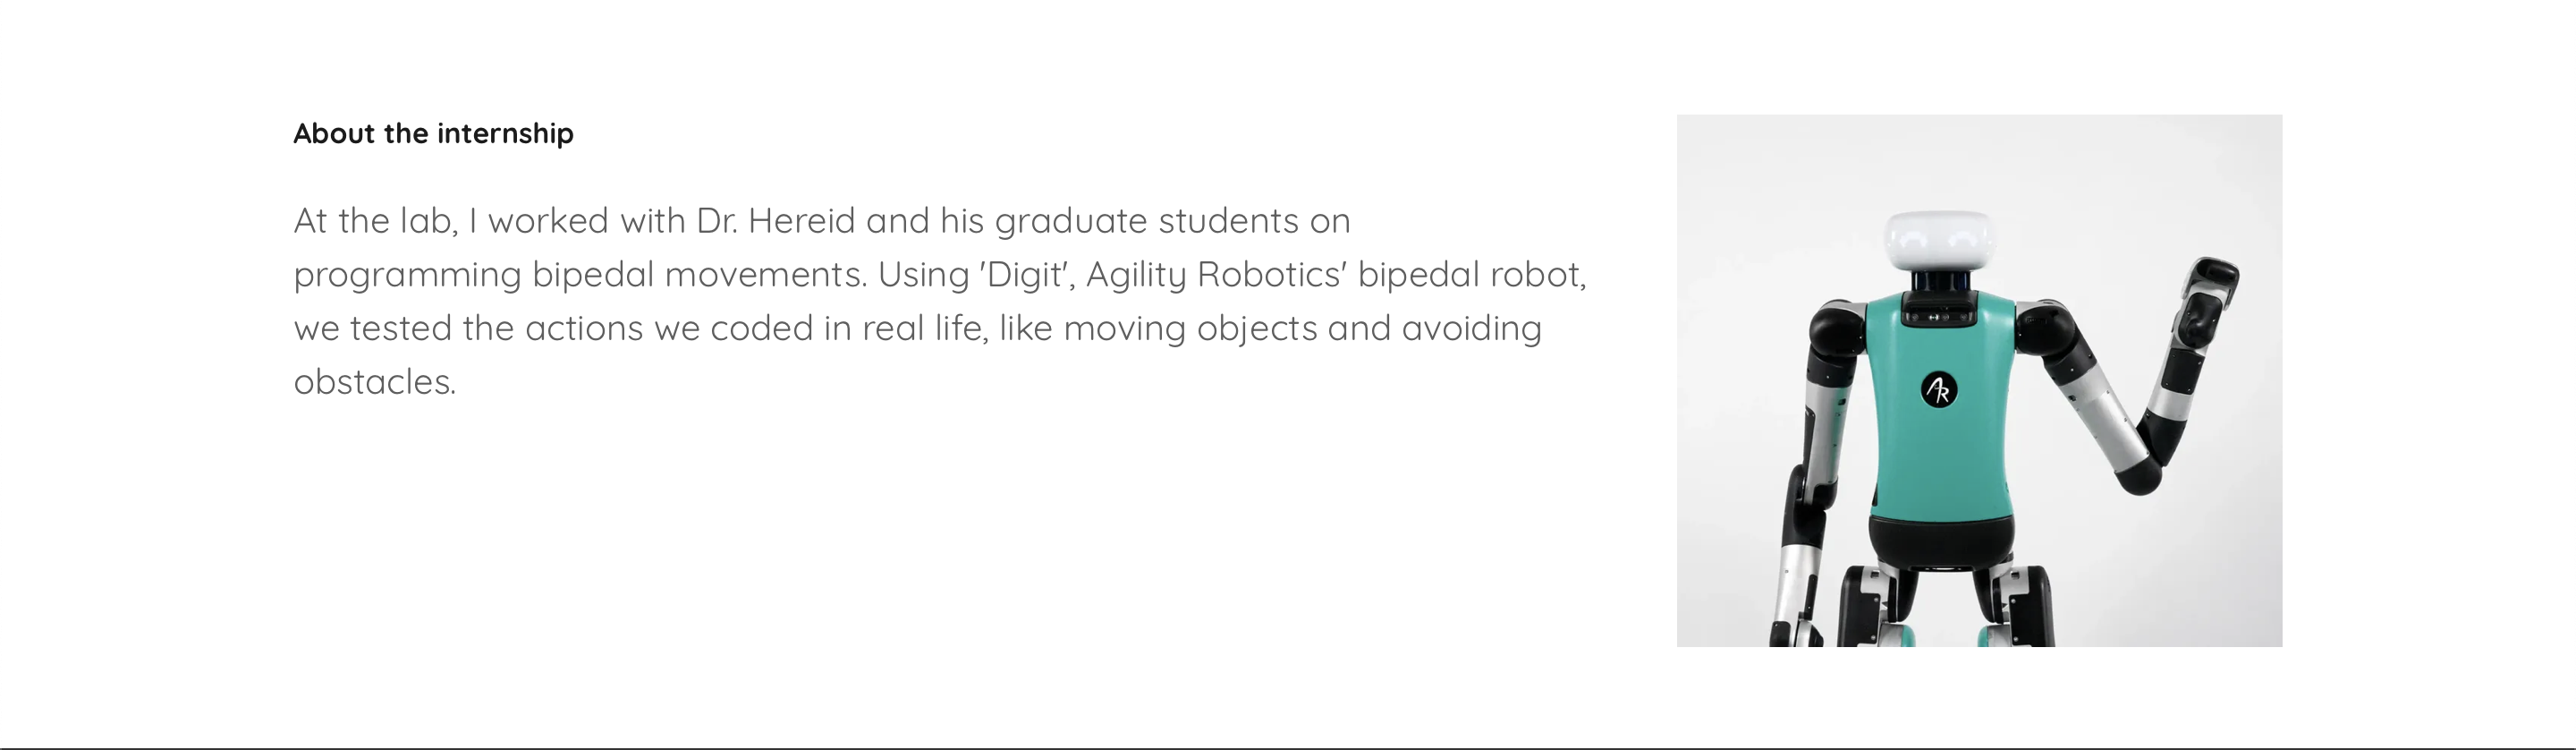 About the internship
At the lab, I worked with Dr. Hereid and his graduate students on
programming bipedal movements. Using 'Digit', Agility Robotics' bipedal robot,
we tested the actions we coded in real life, like moving objects and avoiding
obstacles.
AR